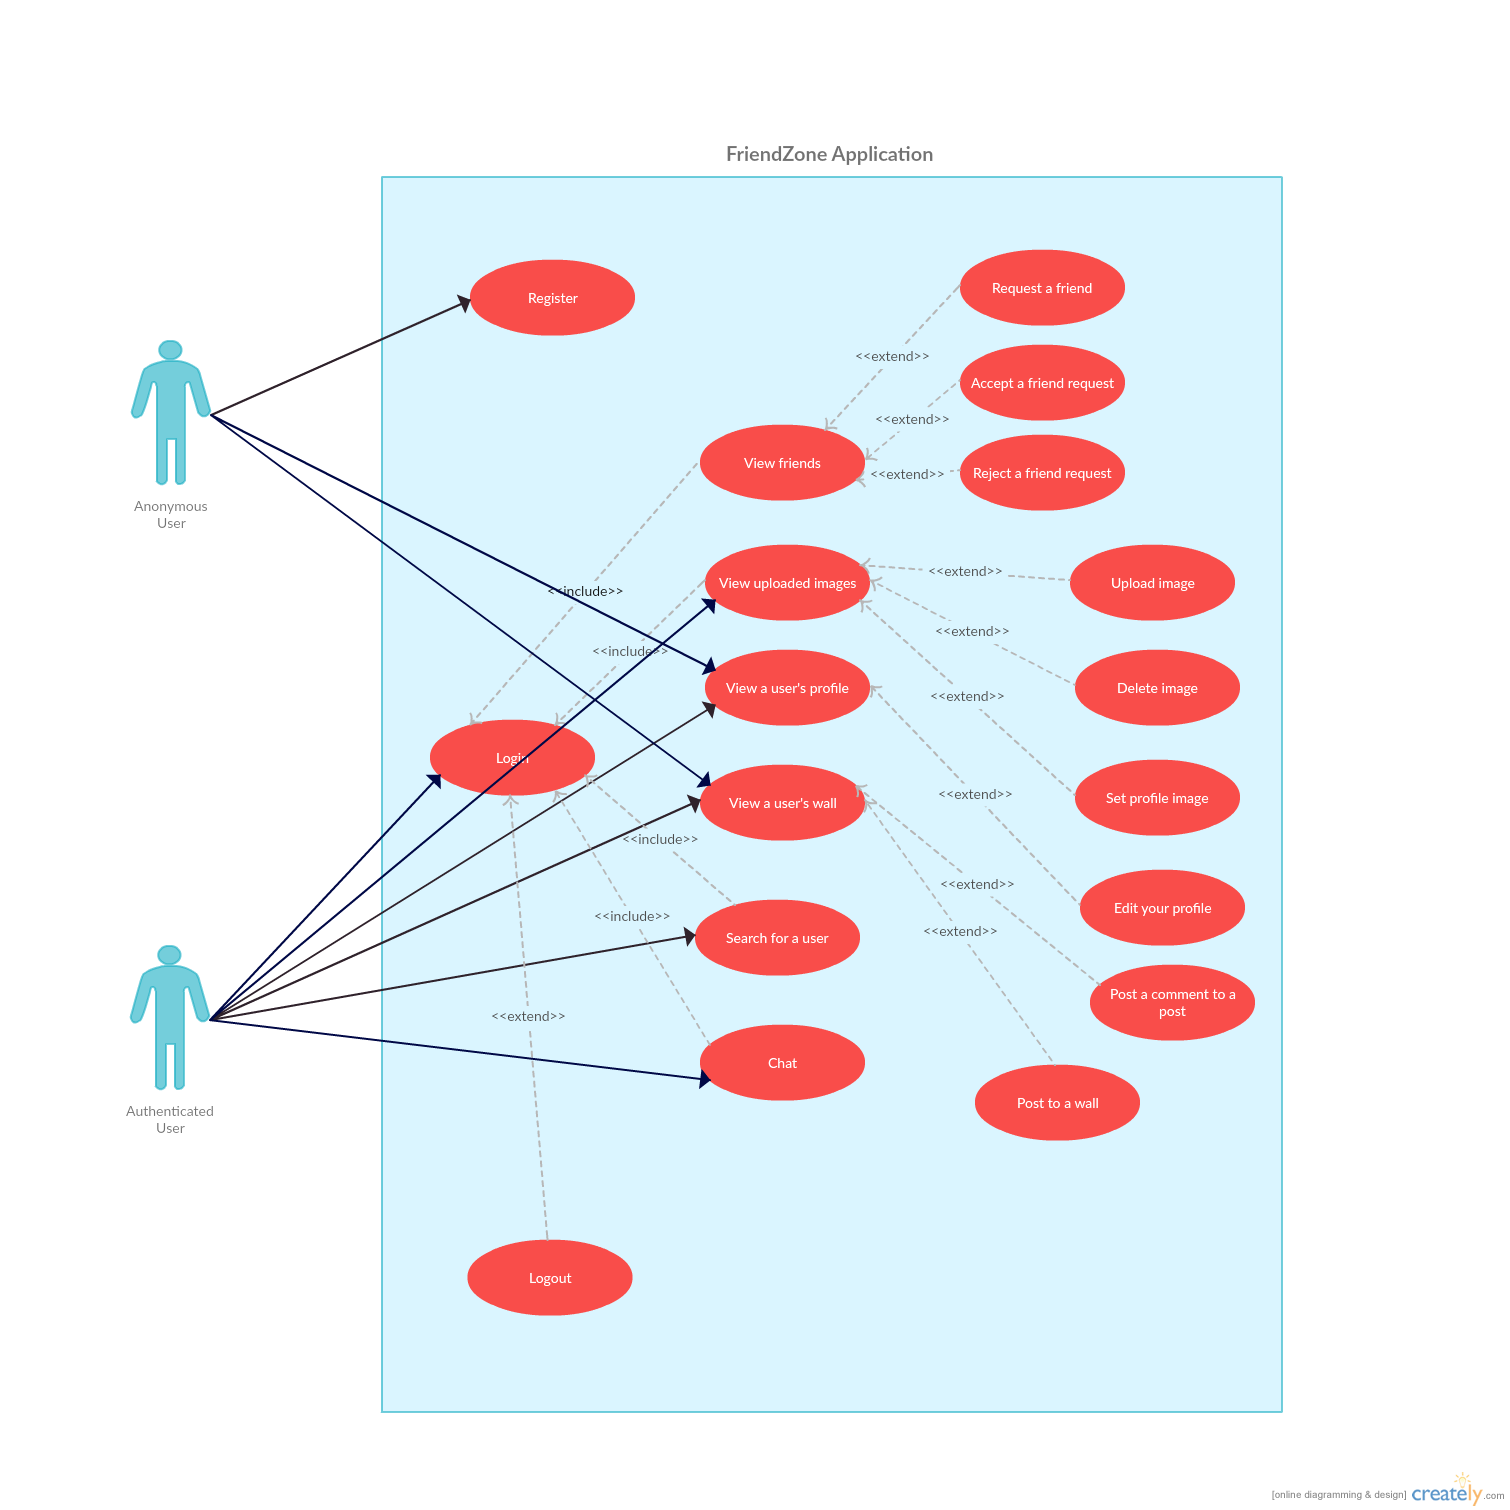 FriendZone Application
Register
Request a friend
<<extend>>
Accept a friend request
<<extend>>
View friends
<<extend>>
Reject a friend request
Anonymous
User
<<include>>
View uploaded images
<<extend>>
Upload image
<<extend>>
<<include>>
View a user's profile
<<extend>>
Delete image
Login
<<extend>>
Set profile image
View a user's wall
<<include>>
<<extend>>
Edit your profile
<<include>>
<<extend>>
Search for a user
Post a comment to a
post
<<extend>>
Chat
Post to a wall
Authenticated
User
Logout
[online diagramming & design] creately.com